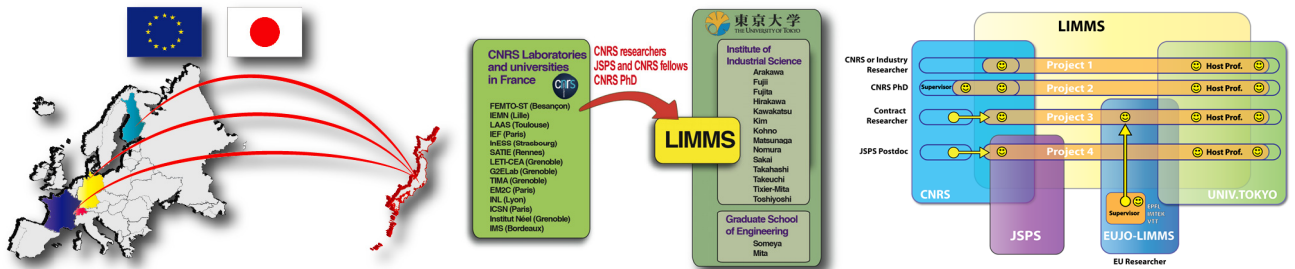 CNRS Laboratories
and universities
in France
CNRS
FEMTO-ST (Besançon)
IEMN (Lille)
LAAS (Toulouse)
IEF (Paris)
InESS (Strasbourg)
SATIE (Rennes)
LETI-CEA (Grenoble)
G2ELab (Grenoble)
TIMA (Grenoble)
EM2C (Paris)
INL (Lyon)
ICSN (Paris)
Institut Néel (Grenoble)
IMS (Bordeaux)
CNRS researchers
JSPS and CNRS fellows
CNRS PhD
LIMMS
東京大学
THE UNIVERSITY OF TOKYO
Institute of
Industrial Science
Arakawa
Fujii
Fujita
Hirakawa
Kawakatsu
Kim
Kohno
Matsunaga
Nomura
Sakai
Takahashi
Takeuchi
Tixier-Mita
Toshiyoshi
Graduate School
of Engineering
Someya
Mita
LIMMS
CNRS or Industry
Researcher
Project 1
Host Prof.
CNRS PhD
Supervisor
Project 2
Host Prof.
Contract
Researcher
Project 3
Host Prof.
JSPS Postdoc
Project 4
Host Prof.
CNRS
UNIV.TOKYO
Supervisor
EPFL
IMTEK
VTT
JSPS
EUJO-LIMMS
EU Researcher